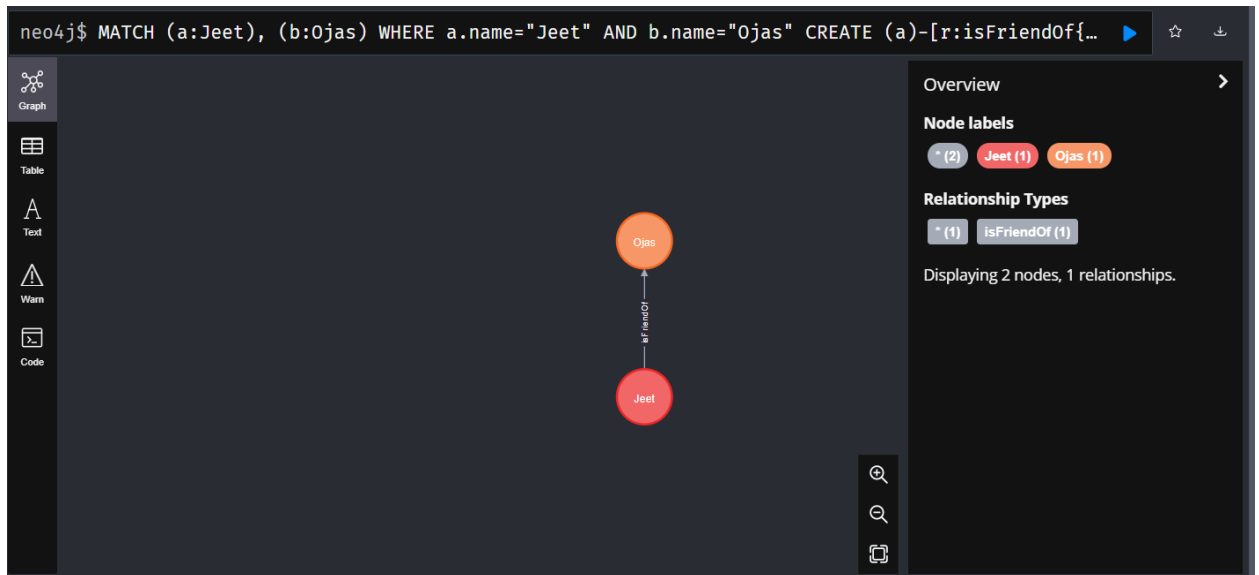 neo4j$ MATCH (a:Jeet), (b:Ojas) WHERE a.name="Jeet" AND b.name="Ojas" CREATE (a)-[r:isFriendOf{…
Graph
Table
Text
Warn
Code
Ojas
isFriendOf
Jeet
Overview
Node labels
* (2) Jeet (1) Ojas (1)
Relationship Types
* (1) isFriendOf (1)
Displaying 2 nodes, 1 relationships.